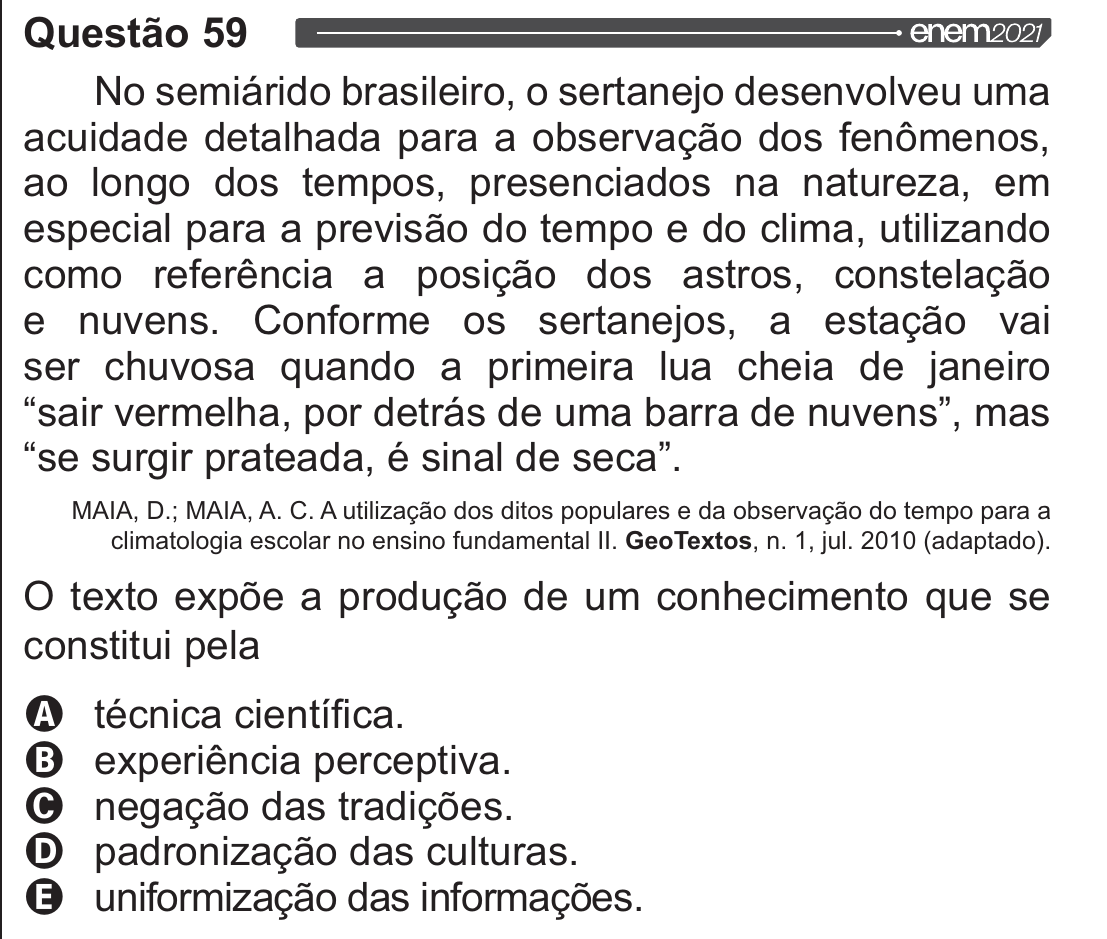 Questão 59
enem2021
No semiárido brasileiro, o sertanejo desenvolveu uma
acuidade detalhada para a observação dos fenômenos,
ao longo dos tempos, presenciados na natureza, em
especial para a previsão do tempo e do clima, utilizando
como referência a posição dos astros, constelação
e nuvens. Conforme os sertanejos, a estação vai
ser chuvosa quando a primeira lua cheia de janeiro
“sair vermelha, por detrás de uma barra de nuvens”, mas
“se surgir prateada, é sinal de seca”.
MAIA, D.; MAIA, A. C. A utilização dos ditos populares e da observação do tempo para a
climatologia escolar no ensino fundamental II. GeoTextos, n. 1, jul. 2010 (adaptado).
O texto expõe a produção de um conhecimento que se
constitui pela
A técnica científica.
B experiência perceptiva.
C negação das tradições.
D padronização das culturas.
E uniformização das informações.